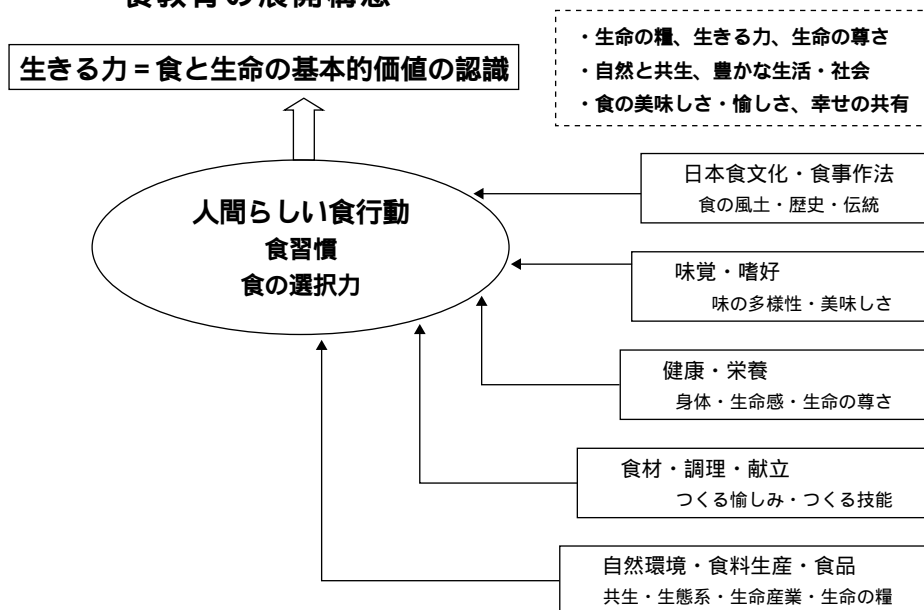 食教育の展開構想
・生命の糧、生きる力、生命の尊さ
・自然と共生、豊かな生活・社会
・食の美味しさ・愉しさ、幸せの共有
生きる力＝食と生命の基本的価値の認識
人間らしい食行動
食習慣
食の選択力
日本食文化・食事作法
食の風土・歴史・伝統
味覚・嗜好
味の多様性・美味しさ
健康・栄養
身体・生命感・生命の尊さ
食材・調理・献立
つくる愉しみ・つくる技能
自然環境・食料生産・食品
共生・生態系・生命産業・生命の糧